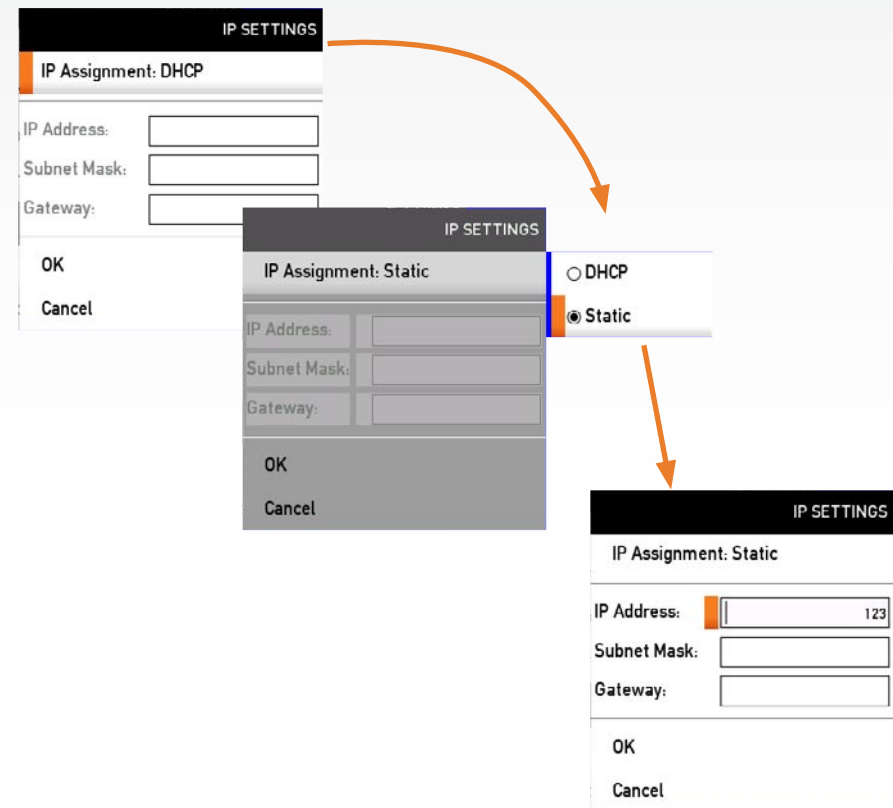 IP SETTINGS
IP Assignment: DHCP
IP Address:
Subnet Mask:
Gateway:
OK
Cancel
IP SETTINGS
IP Assignment: Static
IP Address:
Subnet Mask:
Gateway:
OK
Cancel
DHCP
Static
IP SETTINGS
IP Assignment: Static
IP Address: 123
Subnet Mask:
Gateway:
OK
Cancel